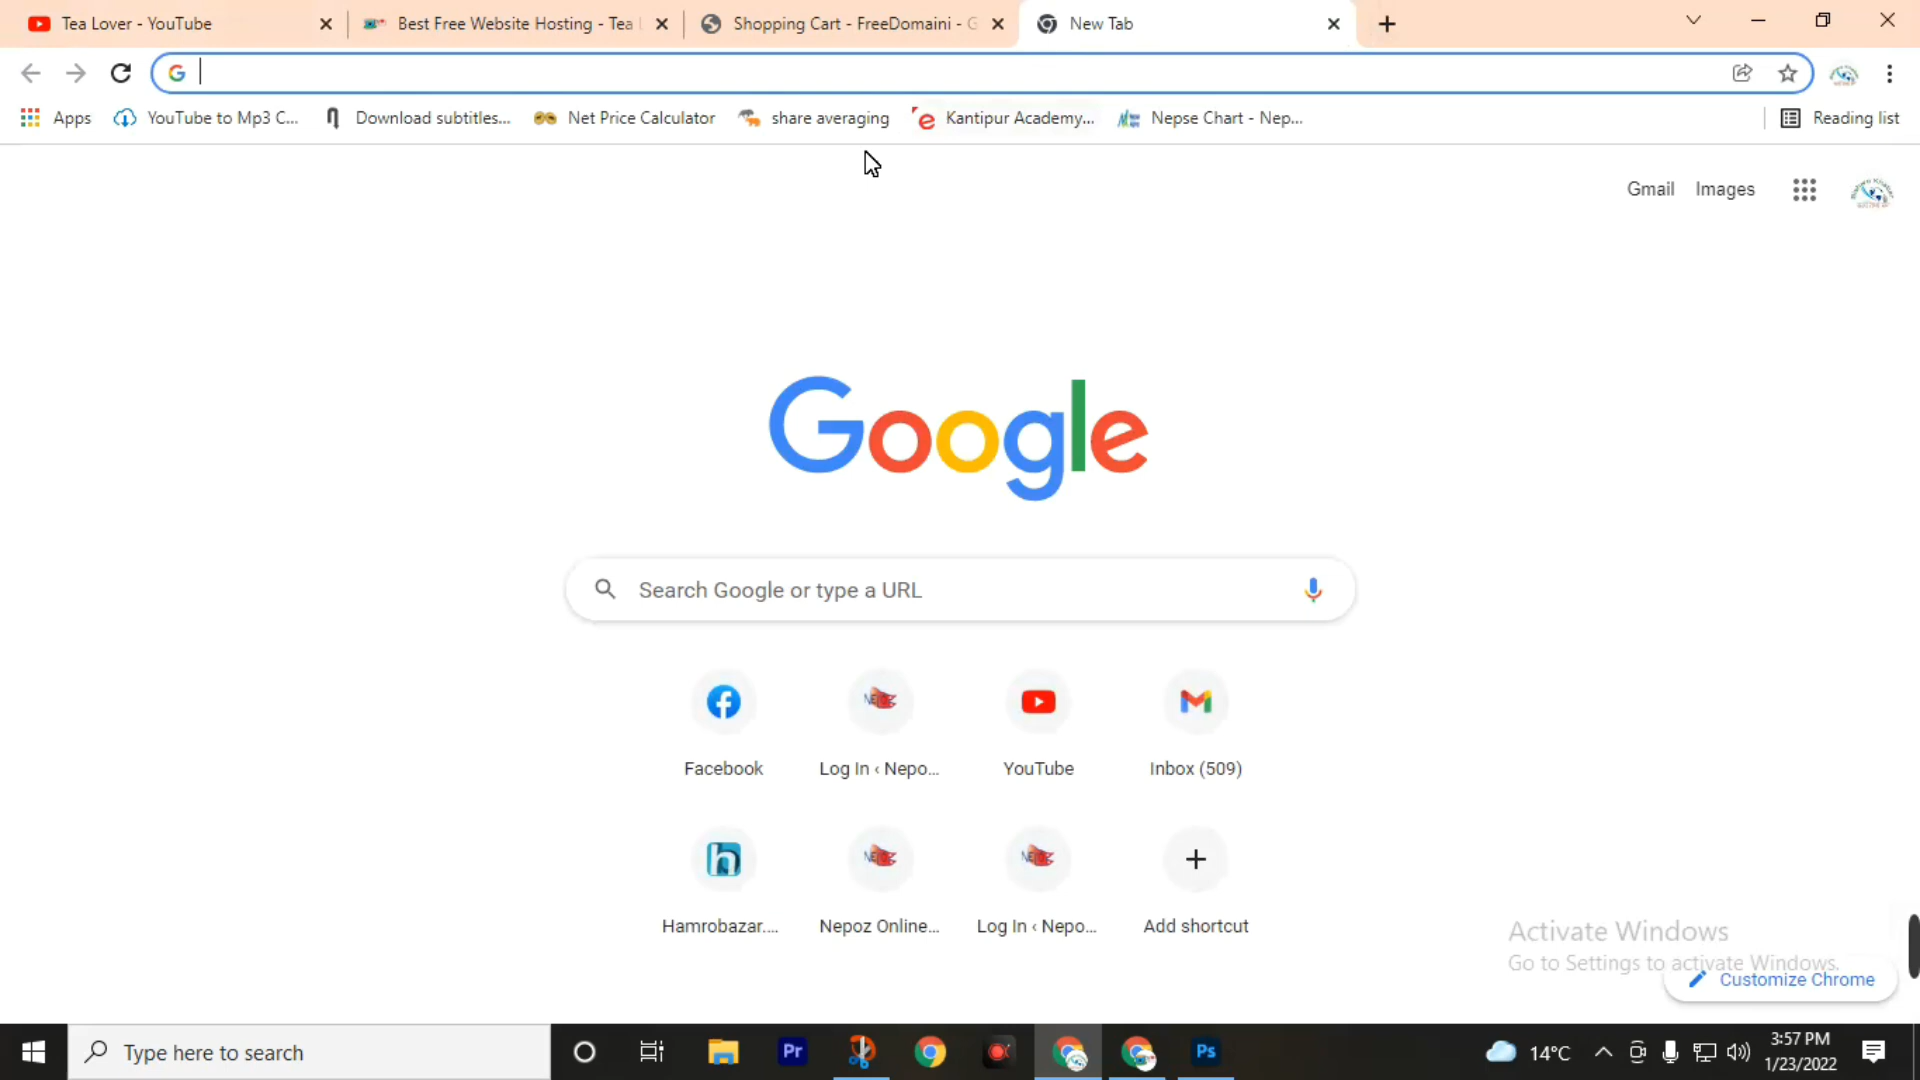 Tea Lover - YouTube
Best Free Website Hosting - Tea
Shopping Cart - FreeDomaini - G
New Tab
Apps
YouTube to Mp3 C...
Download subtitles...
Net Price Calculator
share averaging
Kantipur Academy...
Nepse Chart - Nep...
Reading list
Gmail
Images
Google
Search Google or type a URL
Facebook
Log In ‹ Nepo...
YouTube
Inbox (509)
Hamrobazar....
Nepoz Online...
Log In ‹ Nepo...
Add shortcut
Activate Windows
Go to Settings to activate Windows.
Customize Chrome
Type here to search
Pr
Ps
14°C
3:57 PM
1/23/2022